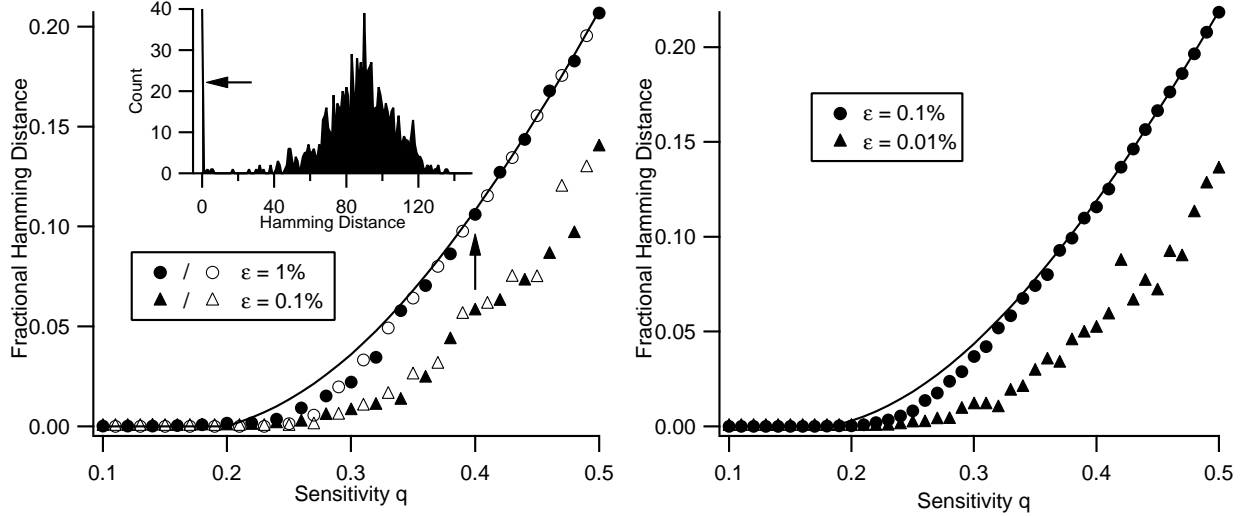 Fractional Hamming Distance
0.20
0.15
0.10
0.05
0.00
0.1 0.2 0.3 0.4 0.5
Sensitivity q
Count
40
30
20
10
0
0 40 80 120
Hamming Distance
/ ε = 1%
/ ε = 0.1%
Fractional Hamming Distance
0.20
0.15
0.10
0.05
0.00
0.1 0.2 0.3 0.4 0.5
Sensitivity q
ε = 0.1%
ε = 0.01%